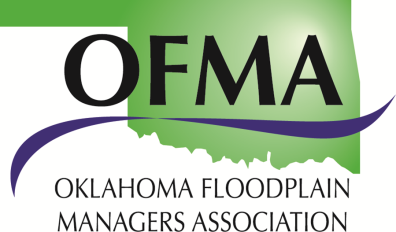 OFMA
OKLAHOMA FLOODPLAIN
MANAGERS ASSOCIATION